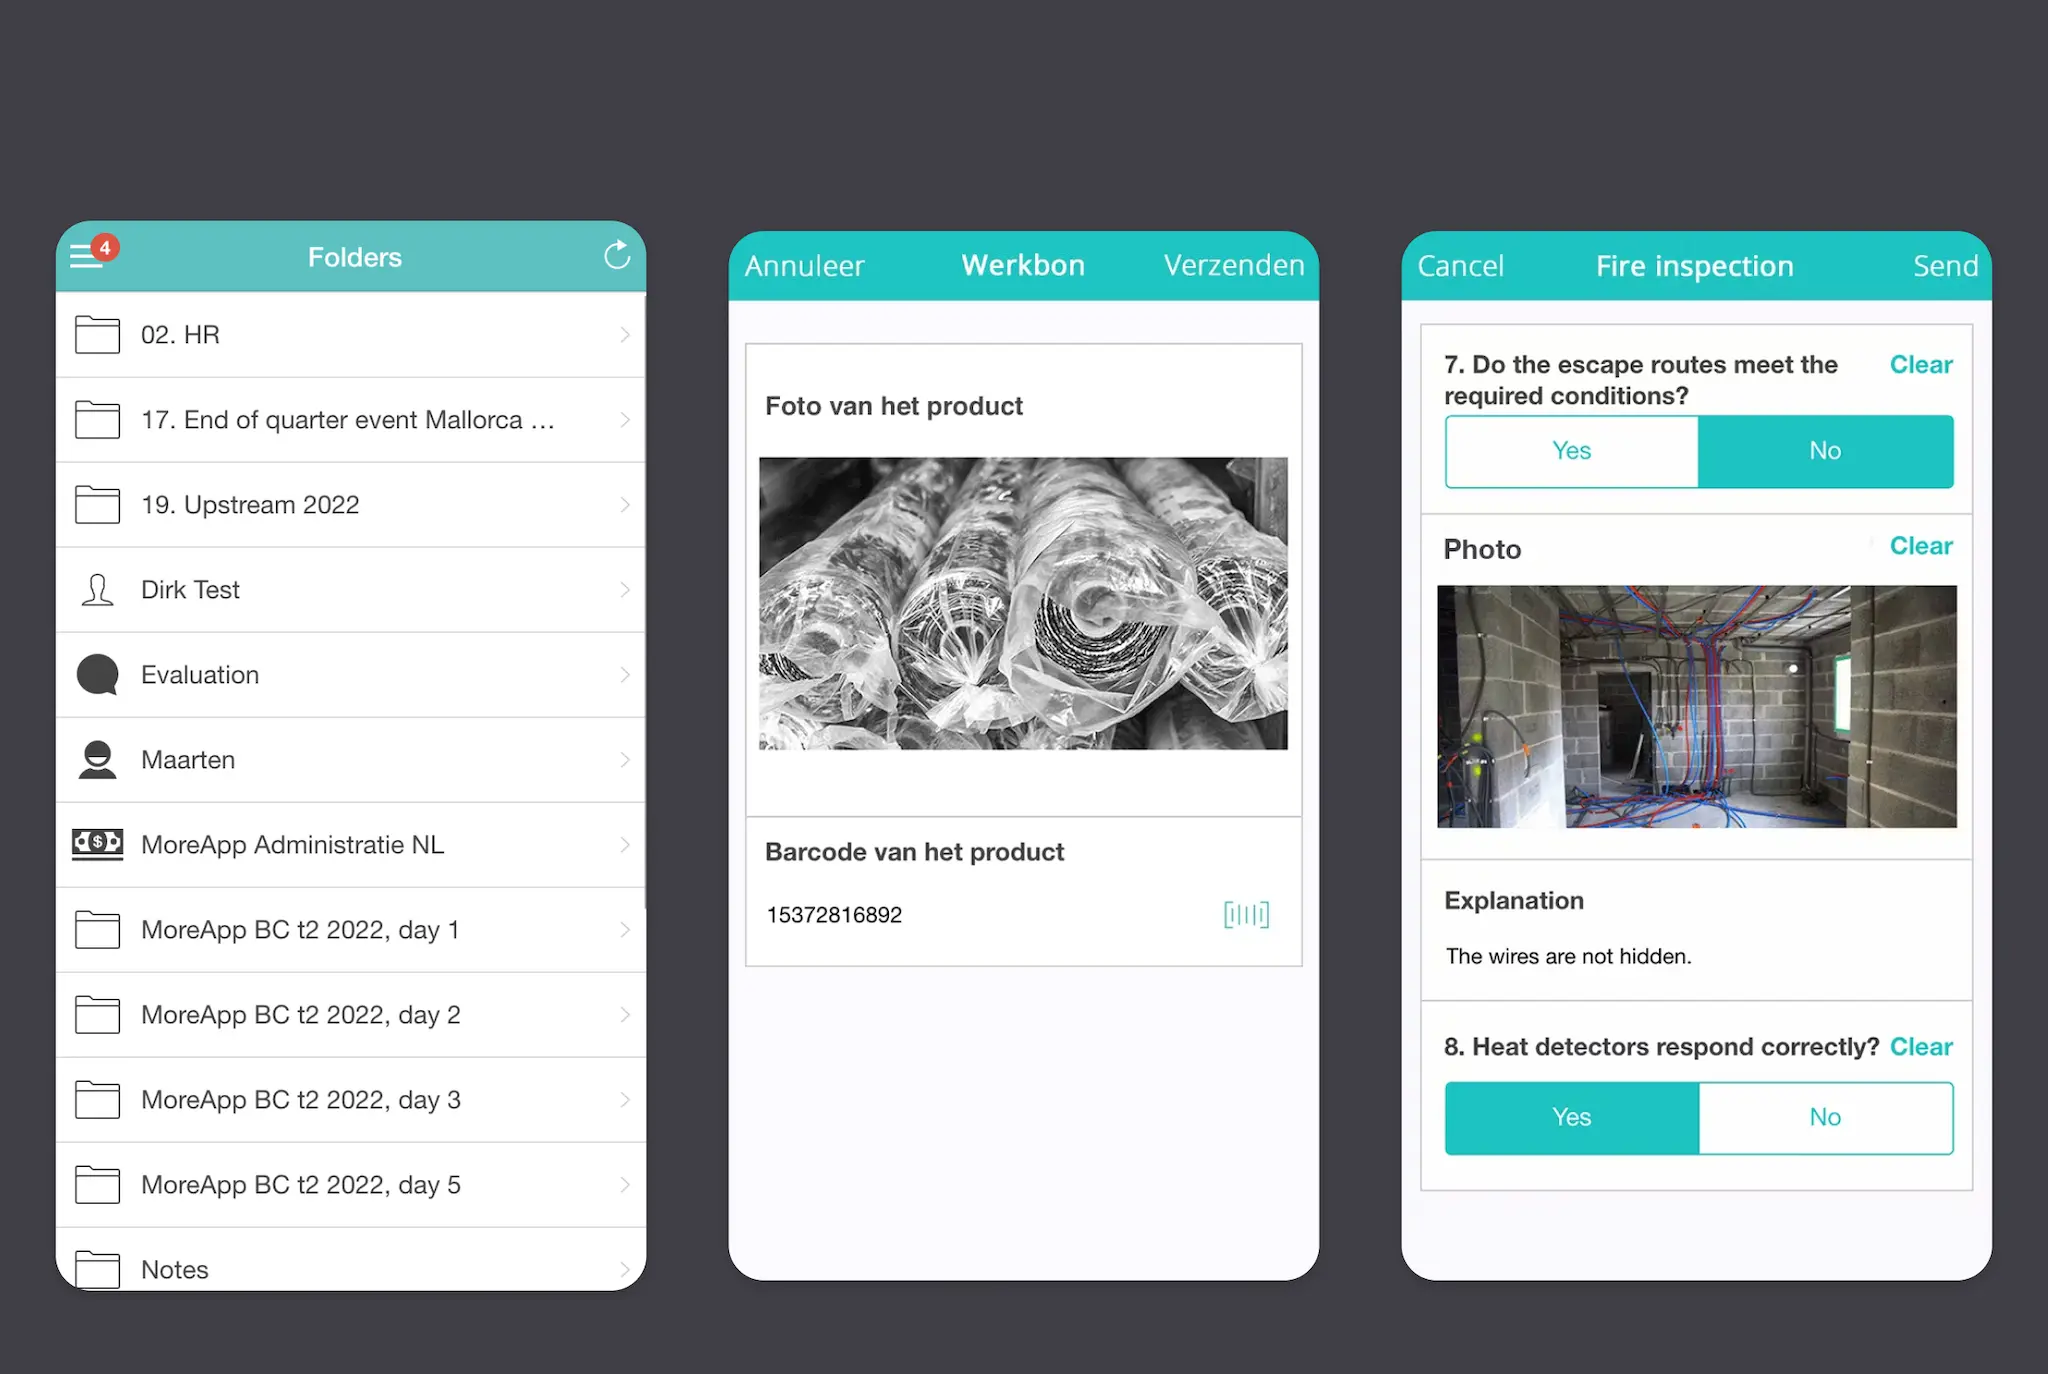 4
Folders
02. HR
17. End of quarter event Mallorca ...
19. Upstream 2022
Dirk Test
Evaluation
Maarten
MoreApp Administratie NL
MoreApp BC t2 2022, day 1
MoreApp BC t2 2022, day 2
MoreApp BC t2 2022, day 3
MoreApp BC t2 2022, day 5
Notes
Annuleer Werkbon Verzenden
Foto van het product
Barcode van het product
15372816892
Cancel Fire inspection Send
7. Do the escape routes meet the Clear
required conditions?
Yes No
Photo Clear
Explanation
The wires are not hidden.
8. Heat detectors respond correctly? Clear
Yes No